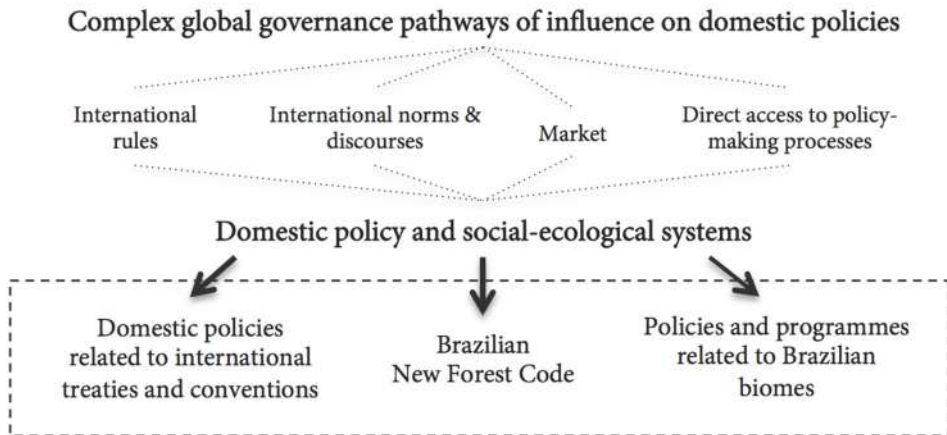 Complex global governance pathways of influence on domestic policies
International
rules
International norms &
discourses
Market
Direct access to policy-
making processes
Domestic policy and social-ecological systems
Domestic policies
related to international
treaties and conventions
Brazilian
New Forest Code
Policies and programmes
related to Brazilian
biomes